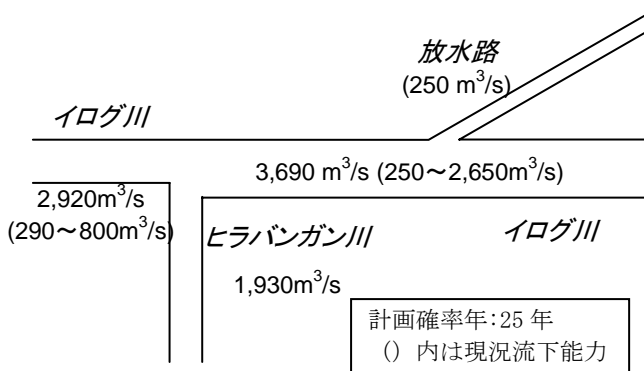 放水路
(250 m³/s)
イログ川
3,690 m³/s (250～2,650m³/s)
2,920m³/s
(290～800m³/s)
ヒラバンガン川
イログ川
1,930m³/s
計画確率年:25 年
（）内は現況流下能力